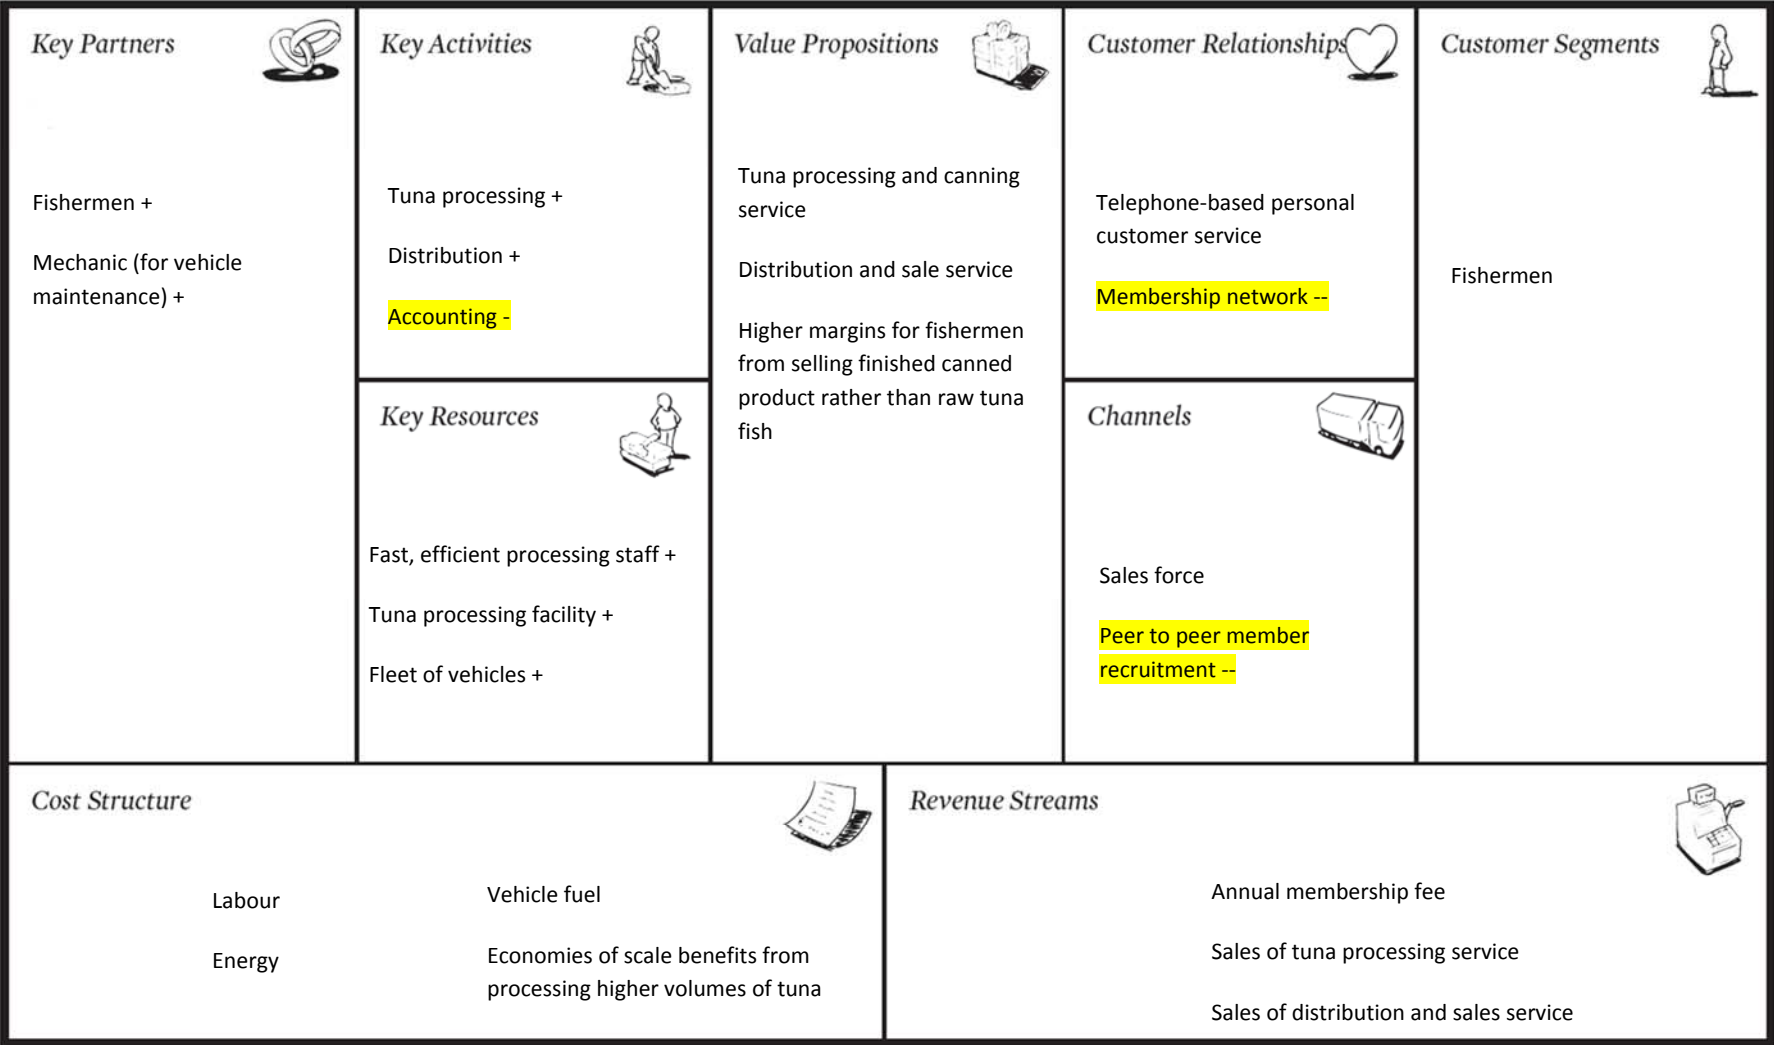 Key Partners
Fishermen +
Mechanic (for vehicle
maintenance) +
Key Activities
Tuna processing +
Distribution +
Accounting -
Key Resources
Fast, efficient processing staff +
Tuna processing facility +
Fleet of vehicles +
Value Propositions
Tuna processing and canning
service
Distribution and sale service
Higher margins for fishermen
from selling finished canned
product rather than raw tuna
fish
Customer Relationships
Telephone-based personal
customer service
Membership network --
Channels
Sales force
Peer to peer member
recruitment --
Customer Segments
Fishermen
Cost Structure
Labour
Energy
Vehicle fuel
Economies of scale benefits from
processing higher volumes of tuna
Revenue Streams
Annual membership fee
Sales of tuna processing service
Sales of distribution and sales service